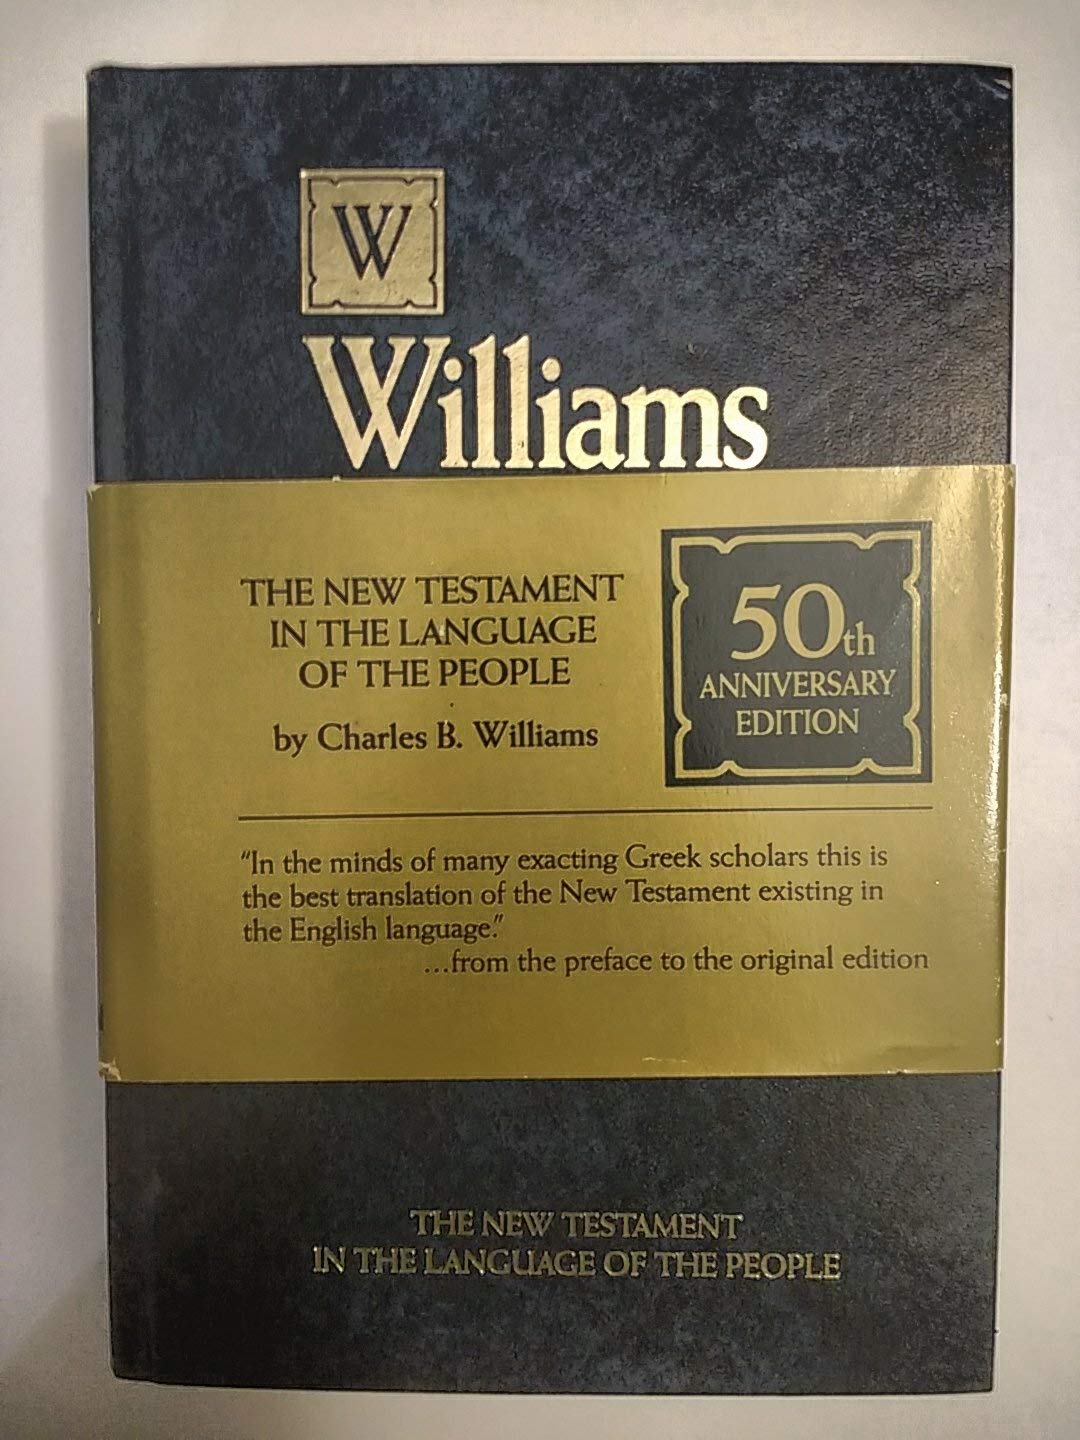 W
Williams
THE NEW TESTAMENT
IN THE LANGUAGE
OF THE PEOPLE
by Charles B. Williams
50th
ANNIVERSARY
EDITION
"In the minds of many exacting Greek scholars this is
the best translation of the New Testament existing in
the English language."
...from the preface to the original edition
THE NEW TESTAMENT
IN THE LANGUAGE OF THE PEOPLE